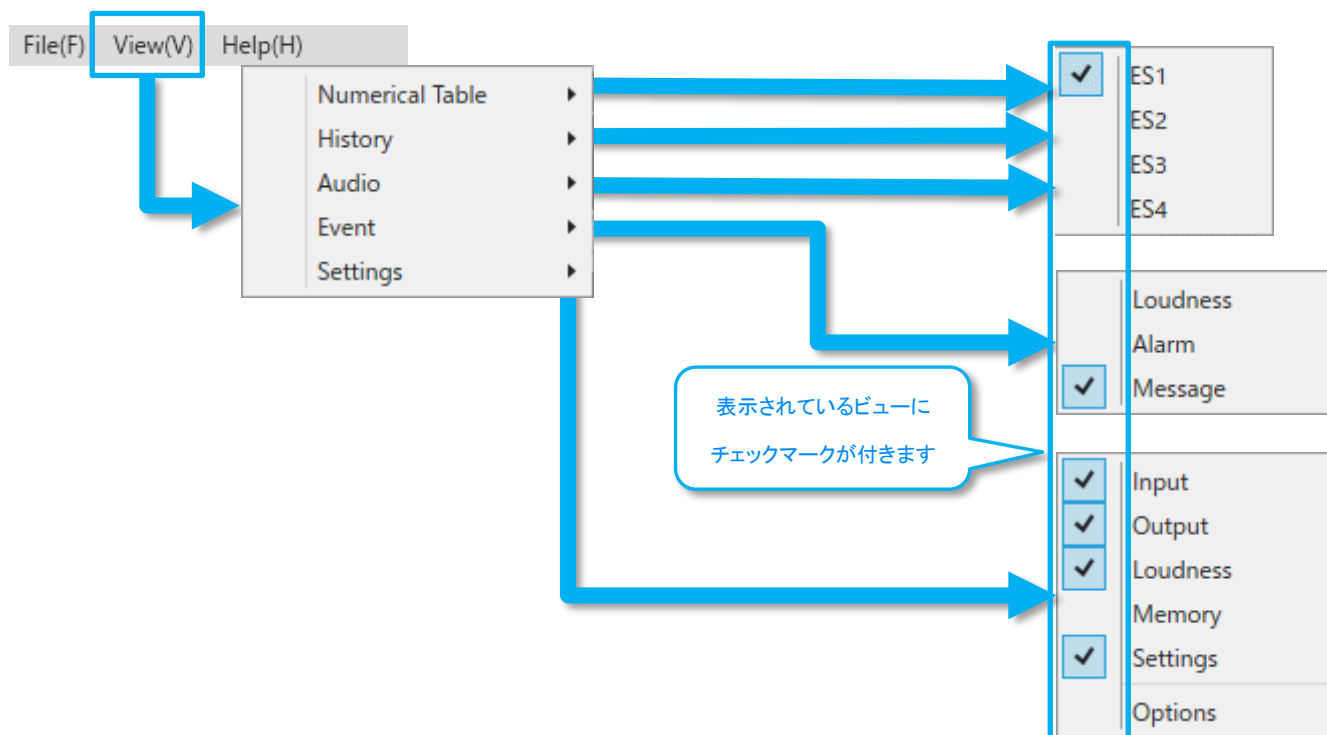 File(F) View(V) Help(H)
Numerical Table
History
Audio
Event
Settings
ES1
ES2
ES3
ES4
Loudness
Alarm
Message
表示されているビューに
チェックマークが付きます
Input
Output
Loudness
Memory
Settings
Options